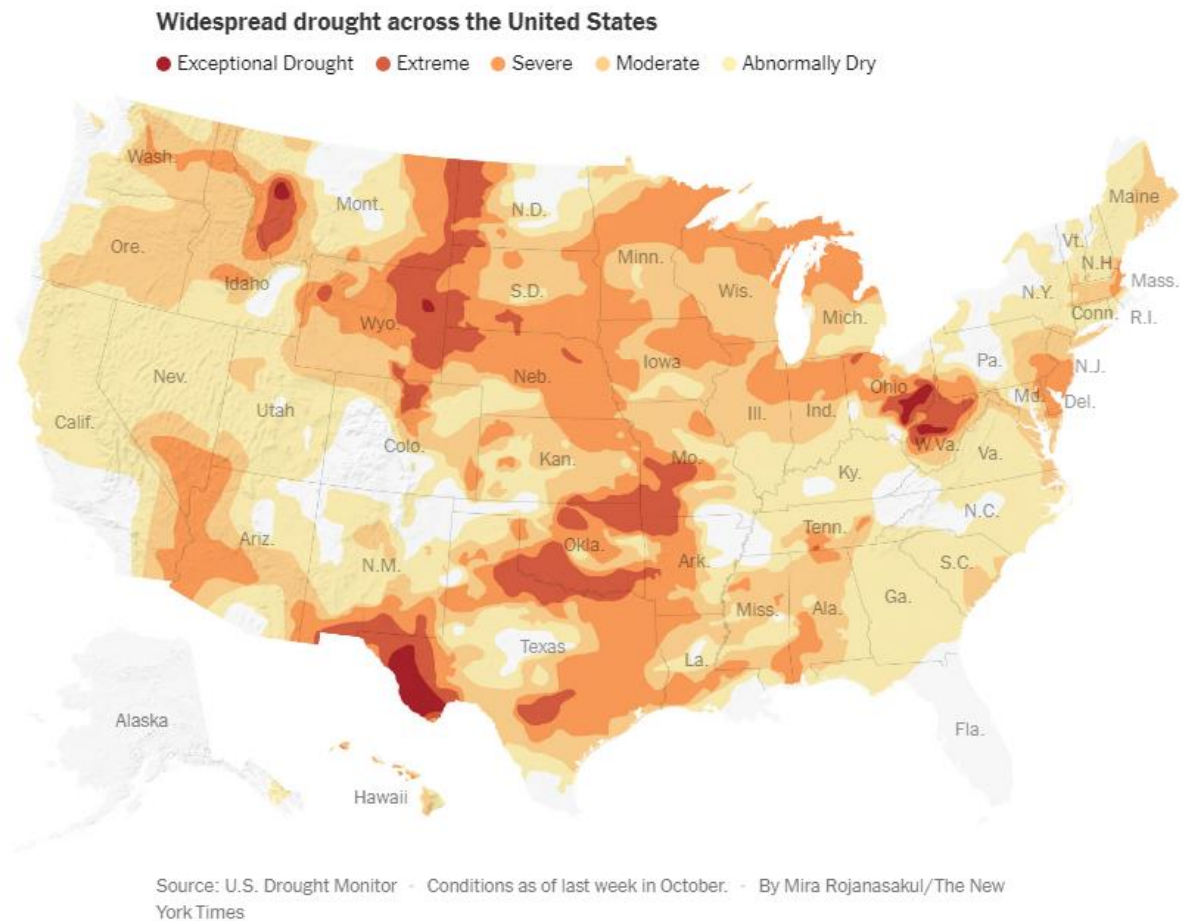 Widespread drought across the United States
Exceptional Drought Extreme Severe Moderate Abnormally Dry
Wash.
Mont.
N.D.
Maine
Ore.
Minn.
Vt.
N.H.
Idaho
S.D.
Wis.
N.Y.
Mass.
Wyo.
Mich.
Conn.
R.I.
Iowa
Pa.
N.J.
Nev.
Neb.
Ohio
Md.
Del.
Utah
Ill.
Ind.
Calif.
Colo.
W.Va.
Va.
Kan.
Mo.
Ky.
N.C.
Ariz.
Okla.
Tenn.
N.M.
Ark.
S.C.
Miss.
Ala.
Ga.
Texas
La.
Alaska
Fla.
Hawaii
Source: U.S. Drought Monitor · Conditions as of last week in October. · By Mira Rojanasakul/The New
York Times